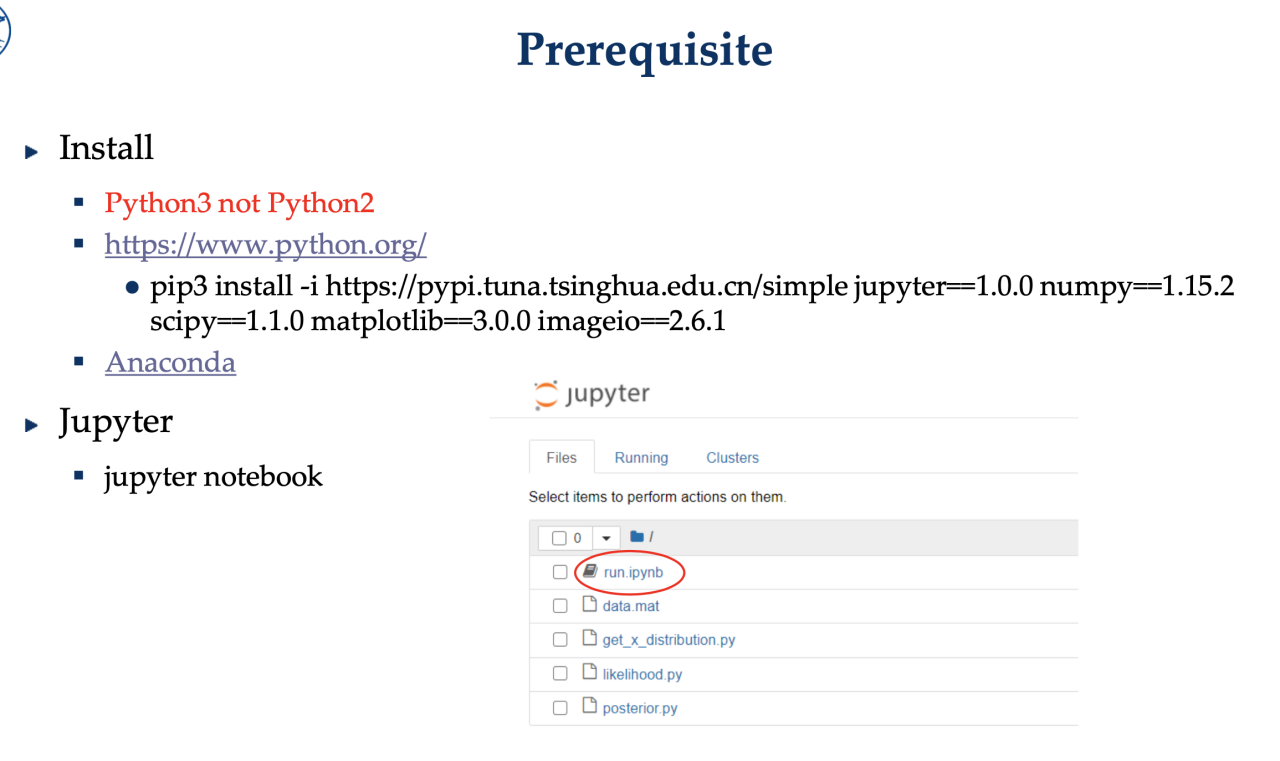 Prerequisite
Install
Python3 not Python2
https://www.python.org/
pip3 install -i https://pypi.tuna.tsinghua.edu.cn/simple jupyter==1.0.0 numpy==1.15.2
scipy==1.1.0 matplotlib==3.0.0 imageio==2.6.1
Anaconda
Jupyter
jupyter notebook
jupyter
Files Running Clusters
Select items to perform actions on them.
0 /
run.ipynb
data.mat
get_x_distribution.py
likelihood.py
posterior.py